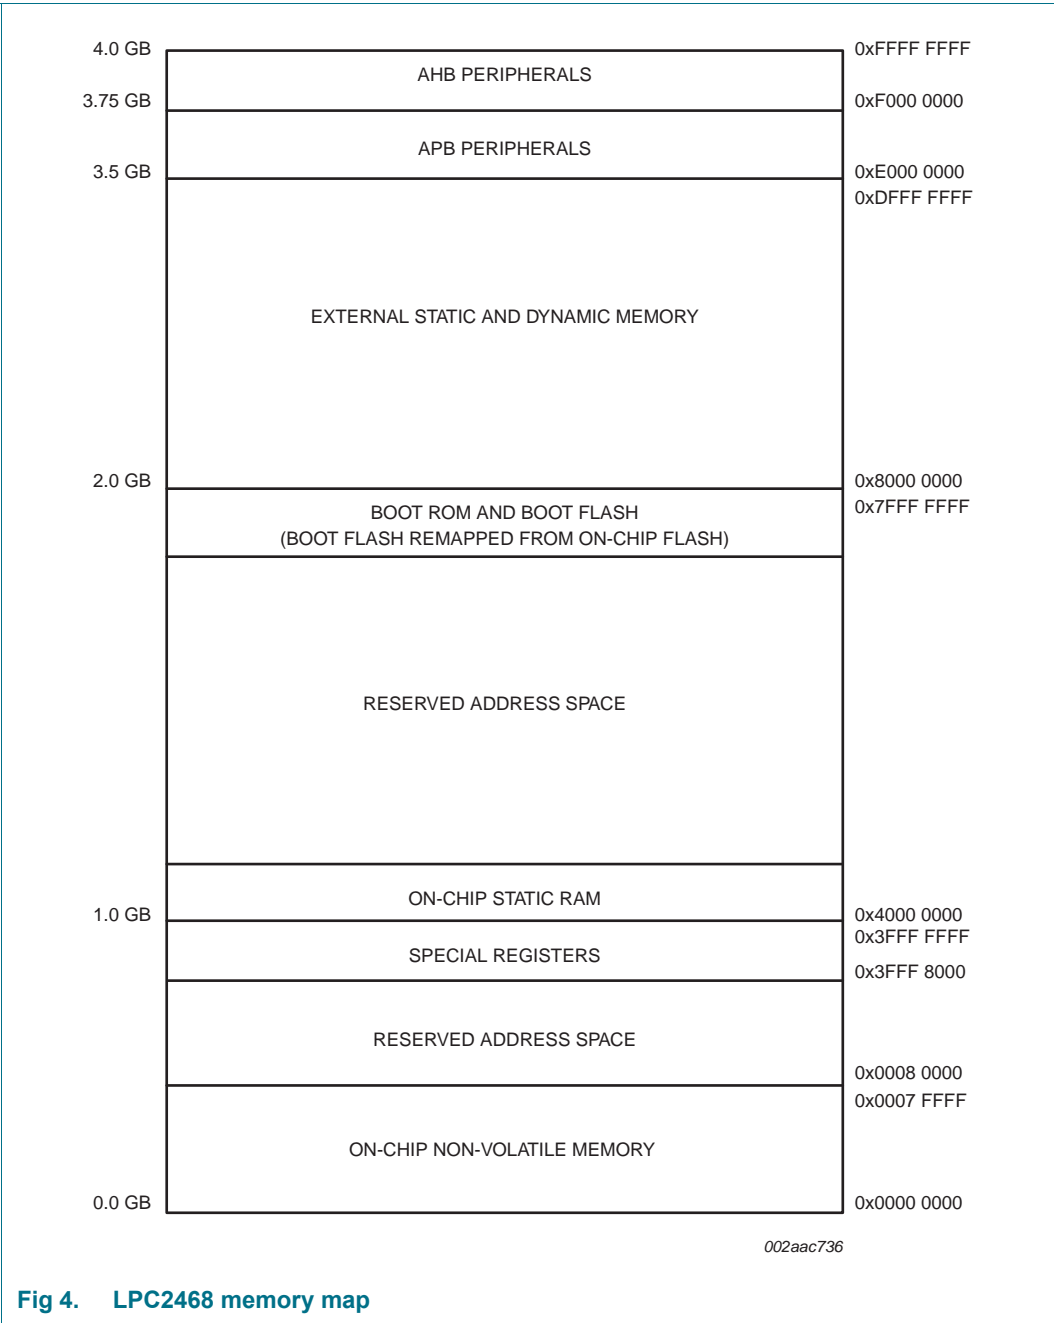 4.0 GB
0xFFFF FFFF
AHB PERIPHERALS
3.75 GB
0xF000 0000
APB PERIPHERALS
3.5 GB
0xE000 0000
0xDFFF FFFF
EXTERNAL STATIC AND DYNAMIC MEMORY
2.0 GB
0x8000 0000
0x7FFF FFFF
BOOT ROM AND BOOT FLASH
(BOOT FLASH REMAPPED FROM ON-CHIP FLASH)
RESERVED ADDRESS SPACE
ON-CHIP STATIC RAM
1.0 GB
0x4000 0000
0x3FFF FFFF
SPECIAL REGISTERS
0x3FFF 8000
RESERVED ADDRESS SPACE
0x0008 0000
0x0007 FFFF
ON-CHIP NON-VOLATILE MEMORY
0.0 GB
0x0000 0000
002aac736
Fig 4. LPC2468 memory map